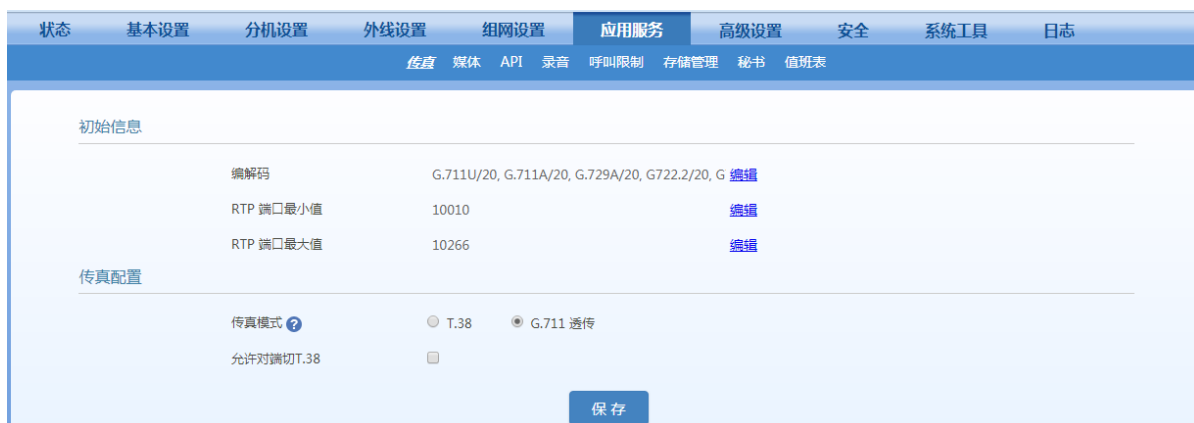 状态 基本设置 分机设置 外线设置 组网设置 应用服务 高级设置 安全 系统工具 日志
传真 媒体 API 录音 呼叫限制 存储管理 秘书 值班表
初始信息
编解码 G.711U/20, G.711A/20, G.729A/20, G722.2/20, G 编辑
RTP 端口最小值 10010 编辑
RTP 端口最大值 10266 编辑
传真配置
传真模式 ? T.38 G.711 透传
允许对端切T.38
保存